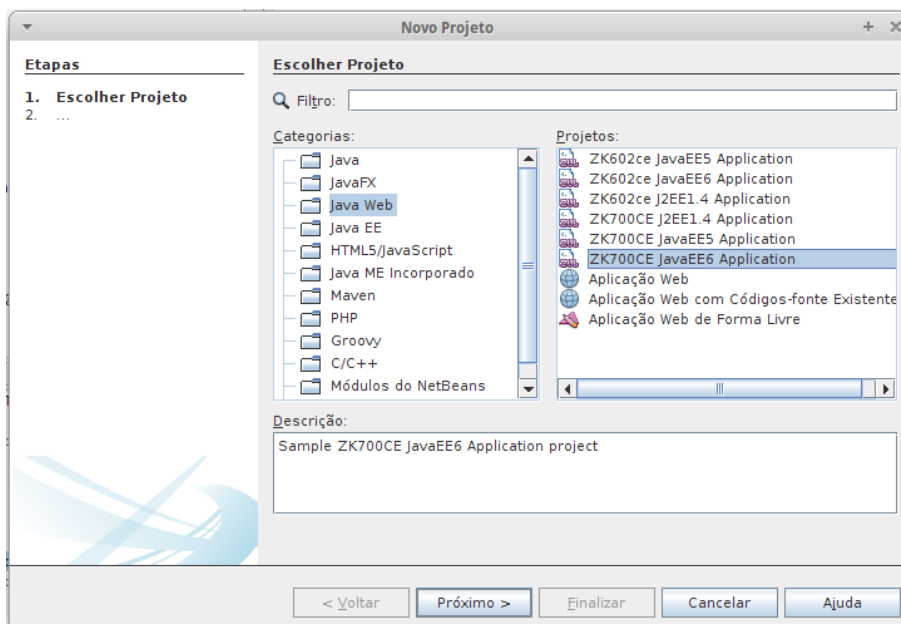 Novo Projeto
Etapas
1. Escolher Projeto
2. ...
Escolher Projeto
Filtro:
Categorias:
Java
JavaFX
Java Web
Java EE
HTML5/JavaScript
Java ME Incorporado
Maven
PHP
Groovy
C/C++
Módulos do NetBeans
Projetos:
ZK602ce JavaEE5 Application
ZK602ce JavaEE6 Application
ZK602ce J2EE1.4 Application
ZK700CE J2EE1.4 Application
ZK700CE JavaEE5 Application
ZK700CE JavaEE6 Application
Aplicação Web
Aplicação Web com Códigos-fonte Existente
Aplicação Web de Forma Livre
Descrição:
Sample ZK700CE JavaEE6 Application project
< Voltar
Próximo >
Finalizar
Cancelar
Ajuda